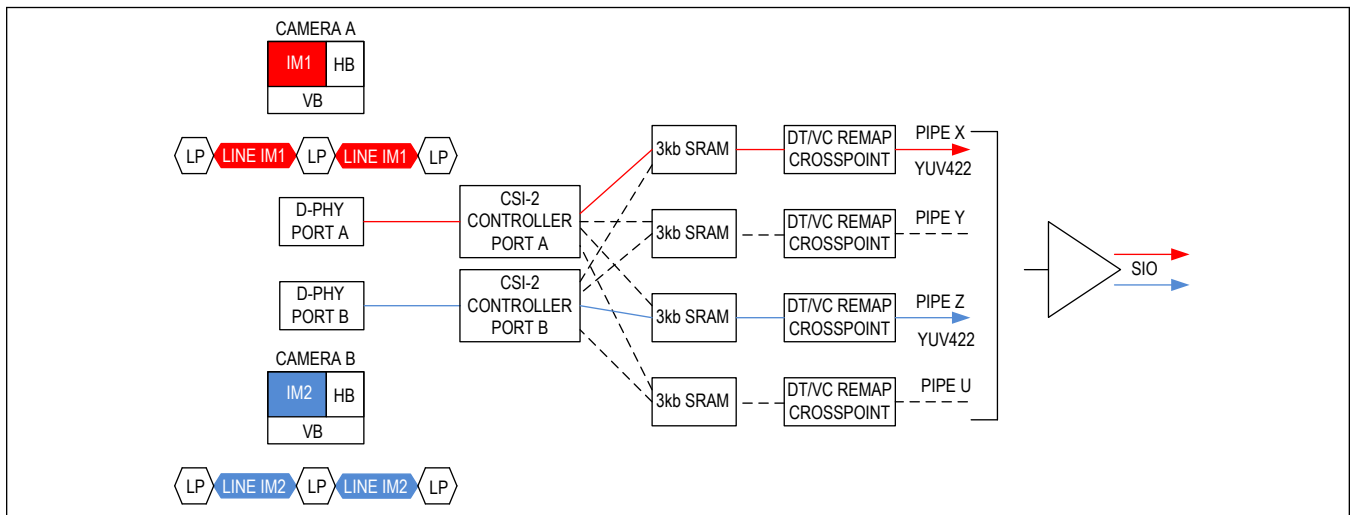 CAMERA A
IM1 HB
VB
LP LINE IM1 LP LINE IM1 LP
D-PHY
PORT A
CSI-2
CONTROLLER
PORT A
D-PHY
PORT B
CSI-2
CONTROLLER
PORT B
CAMERA B
IM2 HB
VB
LP LINE IM2 LP LINE IM2 LP
3kb SRAM
DT/VC REMAP
CROSSPOINT
PIPE X
YUV422
3kb SRAM
DT/VC REMAP
CROSSPOINT
PIPE Y
3kb SRAM
DT/VC REMAP
CROSSPOINT
PIPE Z
YUV422
3kb SRAM
DT/VC REMAP
CROSSPOINT
PIPE U
SIO